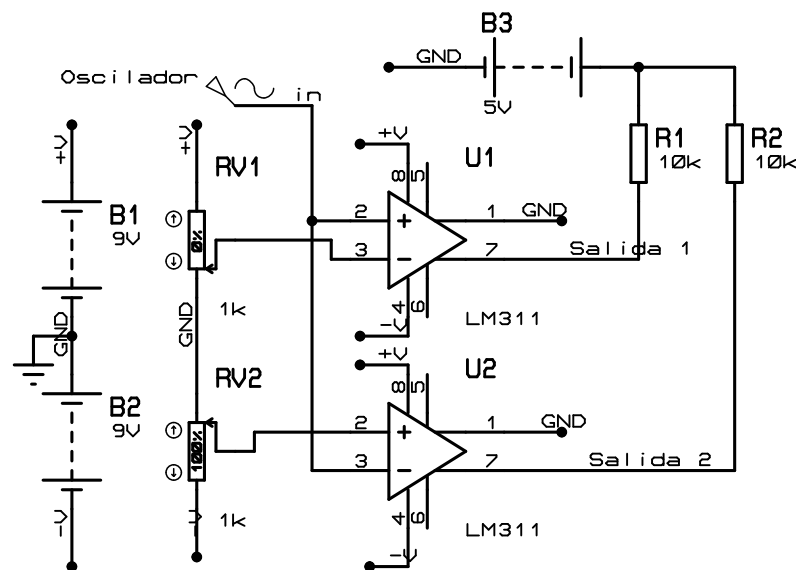 B3
GND
5V
Oscilador
in
+V
+V
+V
U1
R1
10k
R2
10k
RV1
8
5
B1
9V
0%
2
1
GND
3
7
Salida 1
1k
4
6
-V
LM311
GND
GND
+V
U2
RV2
8
5
B2
9V
100%
2
1
GND
3
7
Salida 2
-V
-V
1k
4
6
-V
LM311